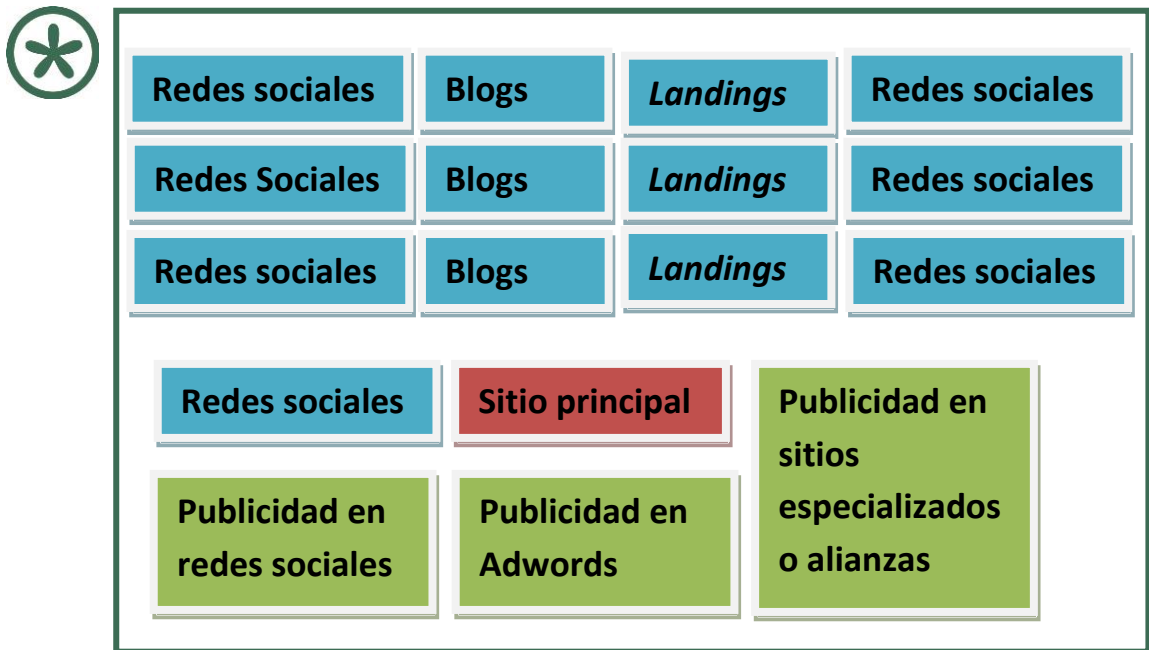 Redes sociales
Blogs
Landings
Redes sociales
Redes Sociales
Blogs
Landings
Redes sociales
Redes sociales
Blogs
Landings
Redes sociales
Redes sociales
Sitio principal
Publicidad en
sitios
especializados
o alianzas
Publicidad en
redes sociales
Publicidad en
Adwords